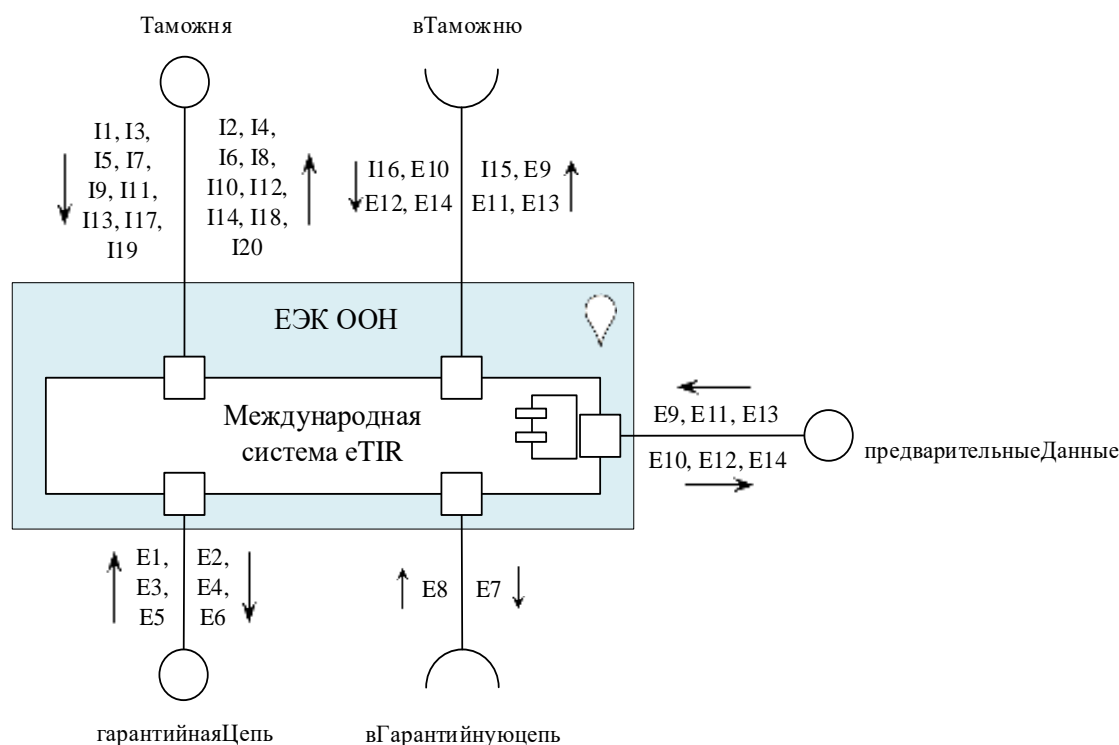 Таможня
вТаможню
I1, I3,
I5, I7,
I9, I11,
I13, I17,
I19
I2, I4,
I6, I8,
I10, I12,
I14, I18,
I20
I16, E10
E12, E14
I15, E9
E11, E13
ЕЭК ООН
Международная
система eTIR
E9, E11, E13
E10, E12, E14
предварительныеДанные
E1,
E3,
E5
E2,
E4,
E6
E8
E7
гарантийнаяЦепь
вГарантийнуюцепь